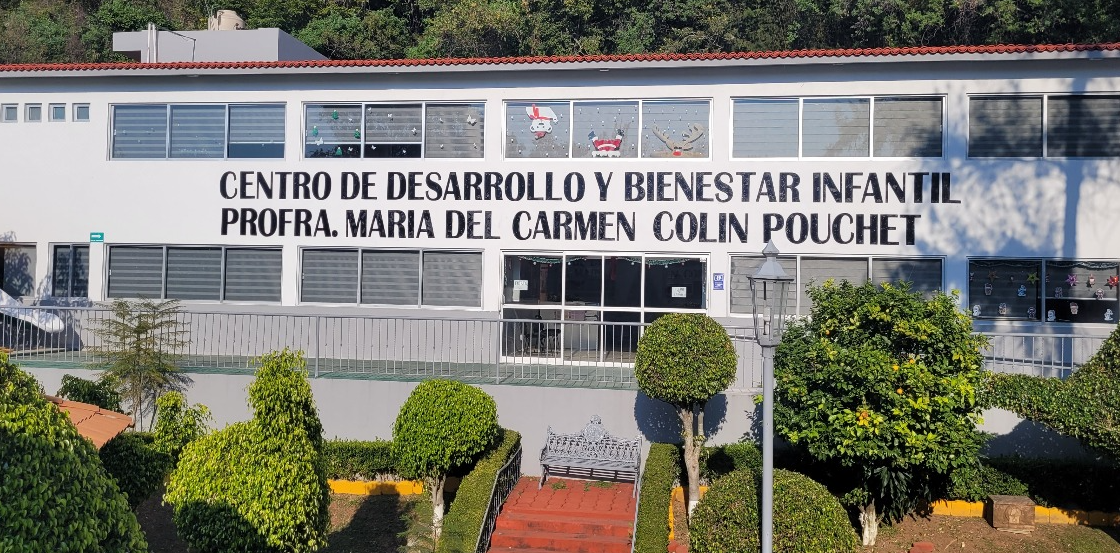 CENTRO DE DESARROLLO Y BIENESTAR INFANTIL
PROFRA. MARIA DEL CARMEN COLIN POUCHET